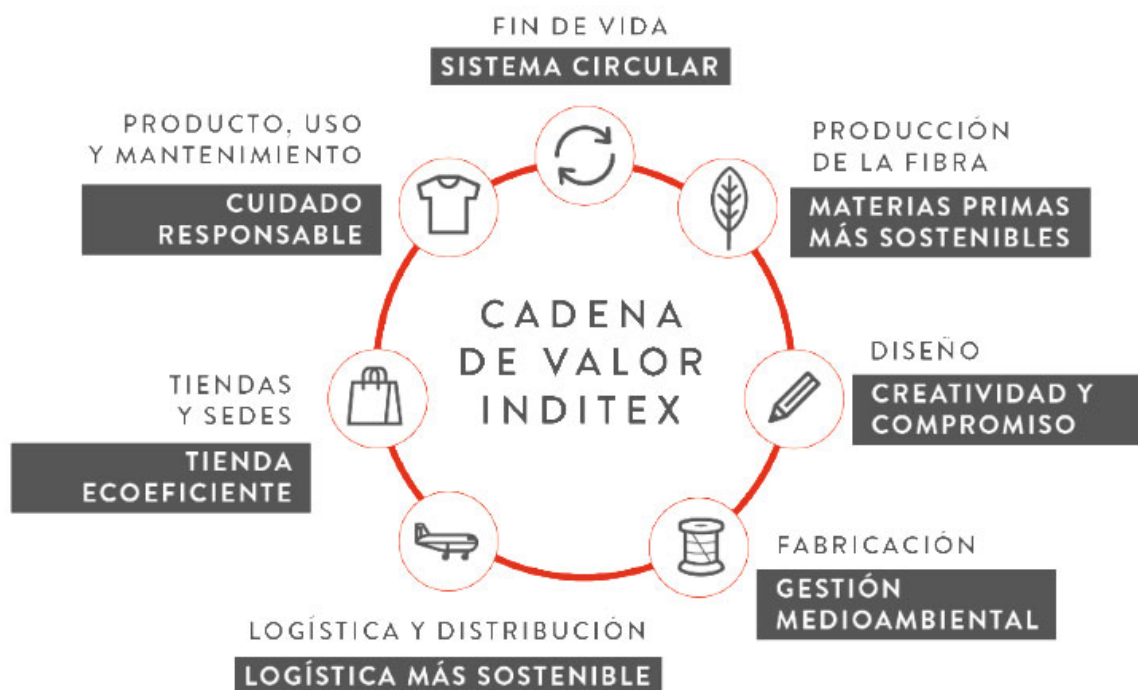 FIN DE VIDA
SISTEMA CIRCULAR
PRODUCCIÓN
DE LA FIBRA
MATERIAS PRIMAS
MÁS SOSTENIBLES
DISEÑO
CREATIVIDAD Y
COMPROMISO
FABRICACIÓN
GESTIÓN
MEDIOAMBIENTAL
LOGÍSTICA Y DISTRIBUCIÓN
LOGÍSTICA MÁS SOSTENIBLE
TIENDAS
Y SEDES
TIENDA
ECOEFICIENTE
PRODUCTO, USO
Y MANTENIMIENTO
CUIDADO
RESPONSABLE
CADENA
DE VALOR
INDITEX